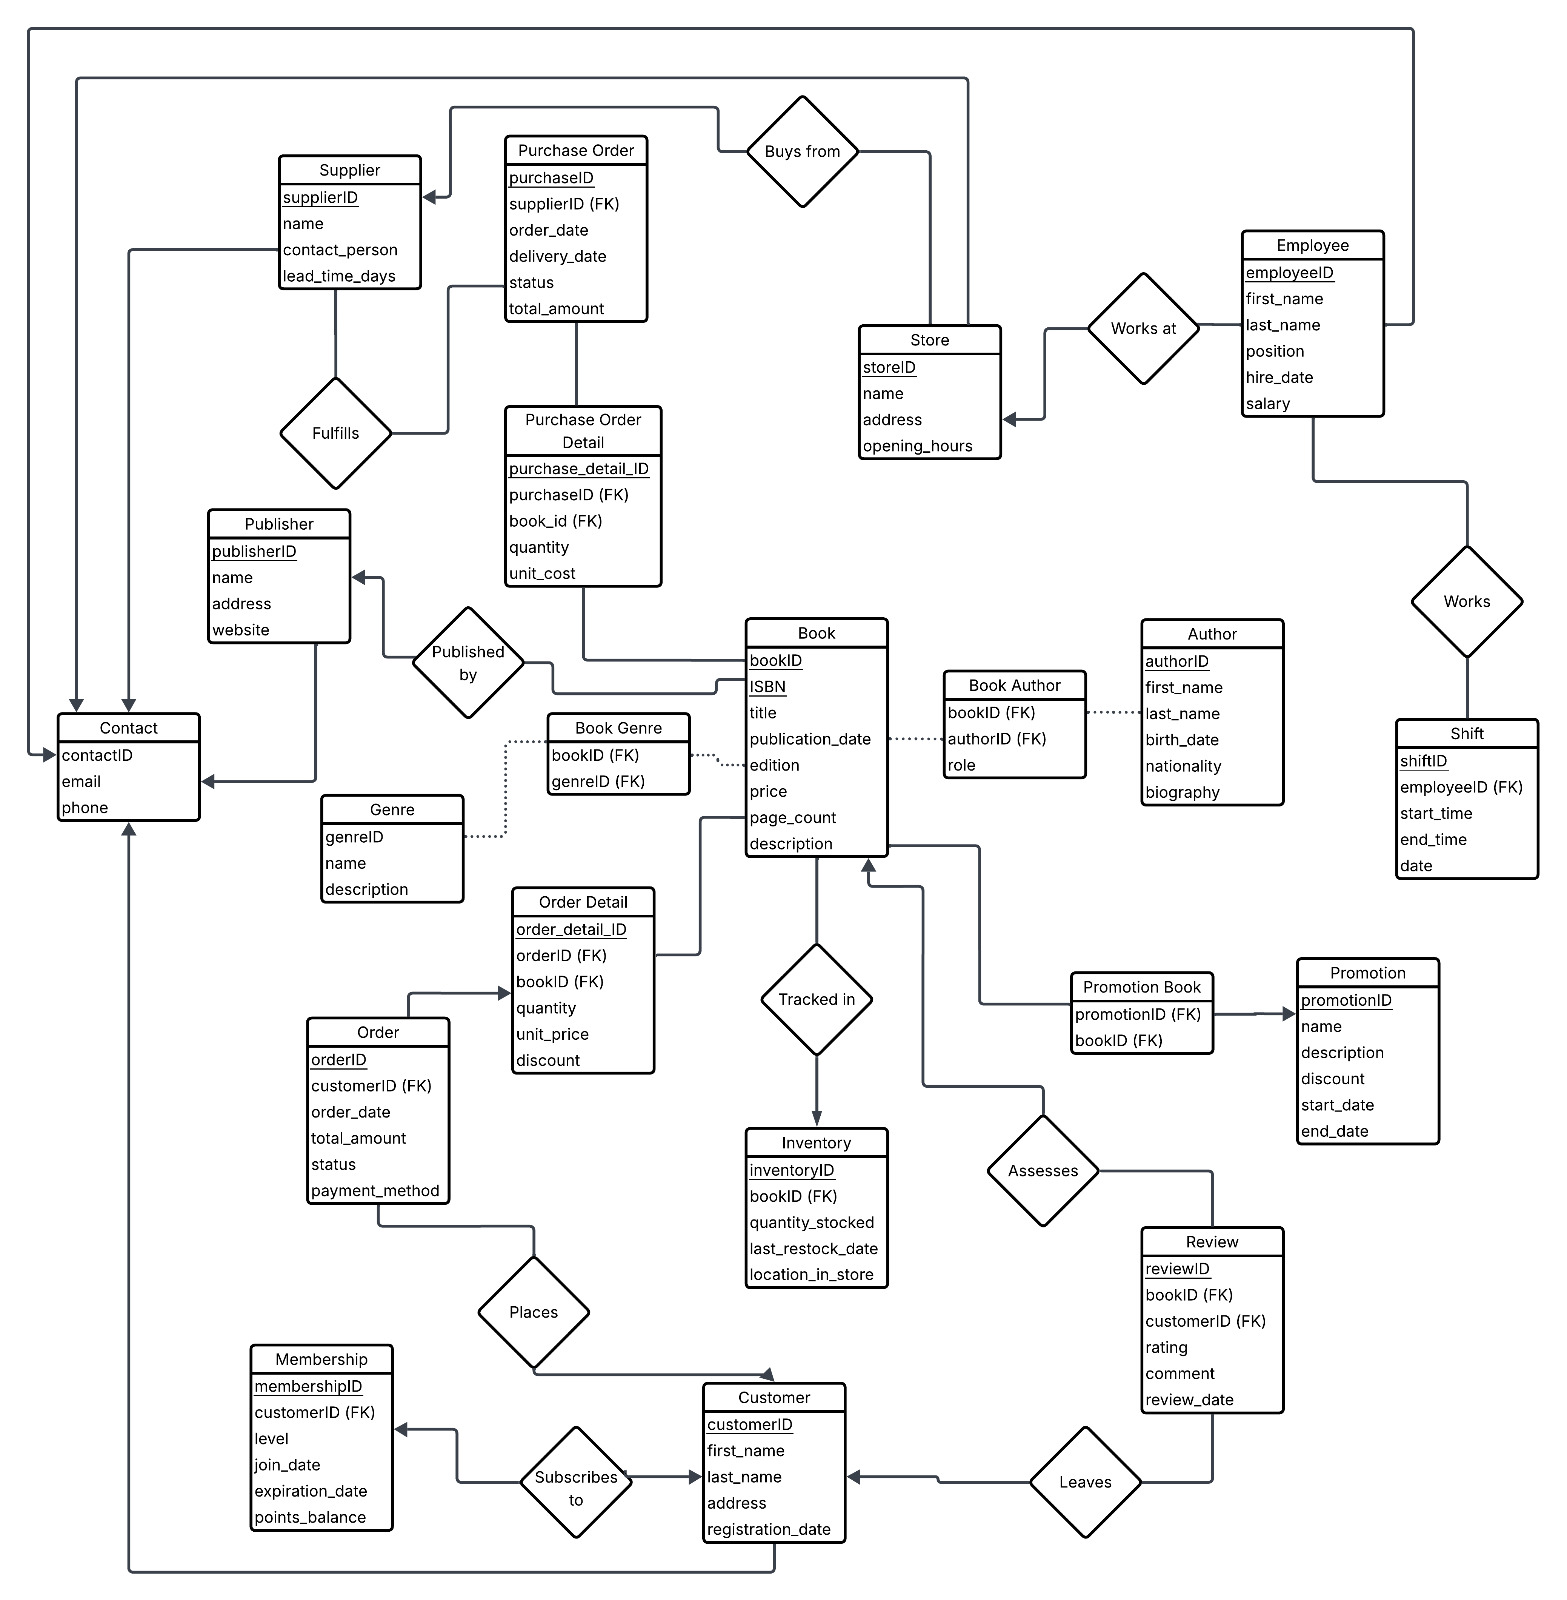 Buys from
Purchase Order
purchaseID
supplierID (FK)
order_date
delivery_date
status
total_amount
Supplier
supplierID
name
contact_person
lead_time_days
Employee
employeeID
first_name
last_name
position
hire_date
salary
Works at
Store
storeID
name
address
opening_hours
Fulfills
Purchase Order
Detail
purchase_detail_ID
purchaseID (FK)
book_id (FK)
quantity
unit_cost
Publisher
publisherID
name
address
website
Works
Published
by
Book
bookID
ISBN
title
publication_date
edition
price
page_count
description
Author
authorID
first_name
last_name
birth_date
nationality
biography
Book Author
bookID (FK)
authorID (FK)
role
Contact
contactID
email
phone
Book Genre
bookID (FK)
genreID (FK)
Shift
shiftID
employeeID (FK)
start_time
end_time
date
Genre
genreID
name
description
Order Detail
order_detail_ID
orderID (FK)
bookID (FK)
quantity
unit_price
discount
Tracked in
Promotion Book
promotionID (FK)
bookID (FK)
Promotion
promotionID
name
description
discount
start_date
end_date
Order
orderID
customerID (FK)
order_date
total_amount
status
payment_method
Inventory
inventoryID
bookID (FK)
quantity_stocked
last_restock_date
location_in_store
Assesses
Review
reviewID
bookID (FK)
customerID (FK)
rating
comment
review_date
Places
Membership
membershipID
customerID (FK)
level
join_date
expiration_date
points_balance
Customer
customerID
first_name
last_name
address
registration_date
Subscribes
to
Leaves